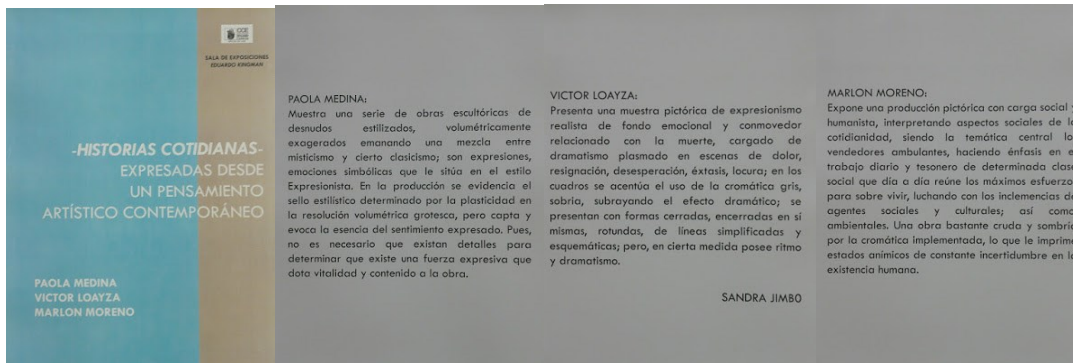 CCE
SALA DE EXPOSICIONES
EDUARDO KINGMAN
-HISTORIAS COTIDIANAS-
EXPRESADAS DESDE
UN PENSAMIENTO
ARTÍSTICO CONTEMPORÁNEO
PAOLA MEDINA
VICTOR LOAYZA
MARLON MORENO
PAOLA MEDINA:
Muestra una serie de obras escultóricas de
desnudos estilizados, volumétricamente
exagerados emanando una mezcla entre
misticismo y cierto clasicismo; son expresiones,
emociones simbólicas que le sitúa en el estilo
Expresionista. En la producción se evidencia el
sello estilístico determinado por la plasticidad en
la resolución volumétrica grotesca, pero capta y
evoca la esencia del sentimiento expresado. Pues,
no es necesario que existan detalles para
determinar que existe una fuerza expresiva que
dota vitalidad y contenido a la obra.
VICTOR LOAYZA:
Presenta una muestra pictórica de expresionismo
realista de fondo emocional y conmovedor
relacionado con la muerte, cargado de
dramatismo plasmado en escenas de dolor,
resignación, desesperación, éxtasis, locura; en los
cuadros se acentúa el uso de la cromática gris,
sobria, subrayando el efecto dramático; se
presentan con formas cerradas, encerradas en si
mismas, rotundas, de líneas simplificadas y
esquemáticas; pero, en cierta medida posee ritmo
y dramatismo.
SANDRA JIMBO
MARLON MORENO:
Expone una producción pictórica con carga social y
humanista, interpretando aspectos sociales de la
cotidianidad, siendo la temática central lo
vendedores ambulantes, haciendo énfasis en e
trabajo diario y tesonero de determinada clase
social que día a día reúne los máximos esfuerzo
para sobre vivir, luchando con los inclemencias de
agentes sociales y culturales; así como
ambientales. Una obra bastante cruda y sombría
por la cromática implementada, lo que le imprime
estados anímicos de constante incertidumbre en la
existencia humana.